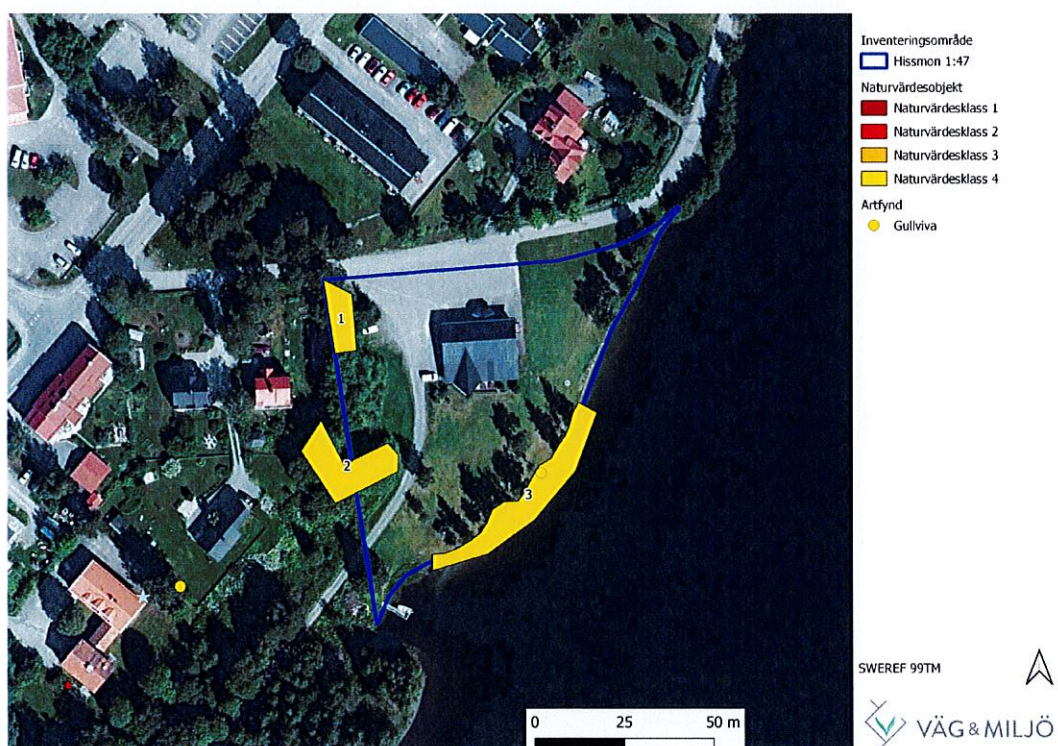 Inventeringsområde
Hissmon 1:47
Naturvärdesobjekt
Naturvärdesklass 1
Naturvärdesklass 2
Naturvärdesklass 3
Naturvärdesklass 4
Artfynd
Gullviva
1
2
3
SWEREF 99TM
0 25 50 m
VÄG & MILJÖ